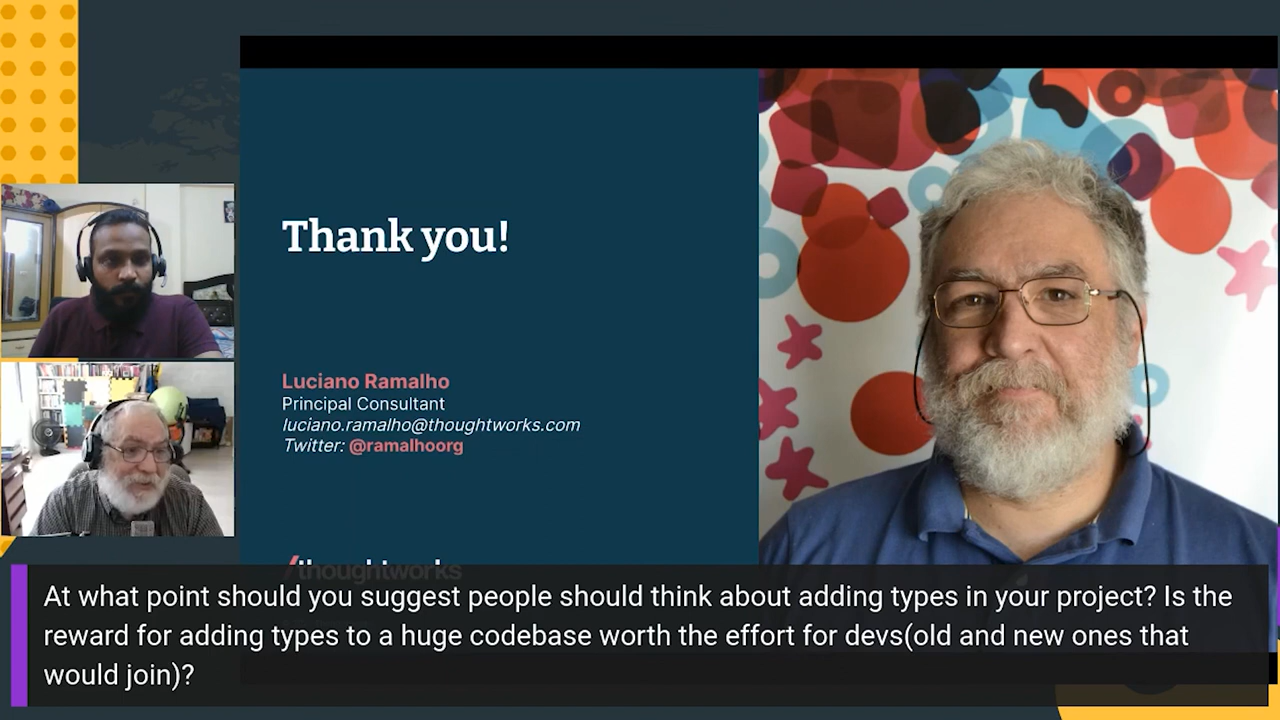 Thank you!
Luciano Ramalho
Principal Consultant
luciano.ramalho@thoughtworks.com
Twitter: @ramalhoorg
/thoughtworks
At what point should you suggest people should think about adding types in your project? Is the
reward for adding types to a huge codebase worth the effort for devs(old and new ones that
would join)?